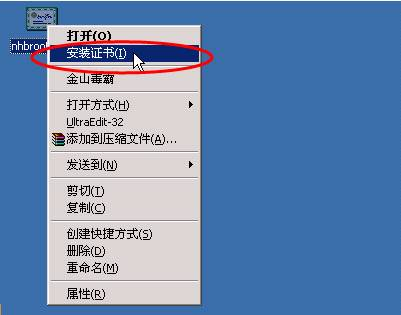 nhbroo
打开(O)
安装证书(I)
金山毒霸
打开方式(H)
UltraEdit-32
添加到压缩文件(A)...
发送到(N)
剪切(T)
复制(C)
创建快捷方式(S)
删除(D)
重命名(M)
属性(R)